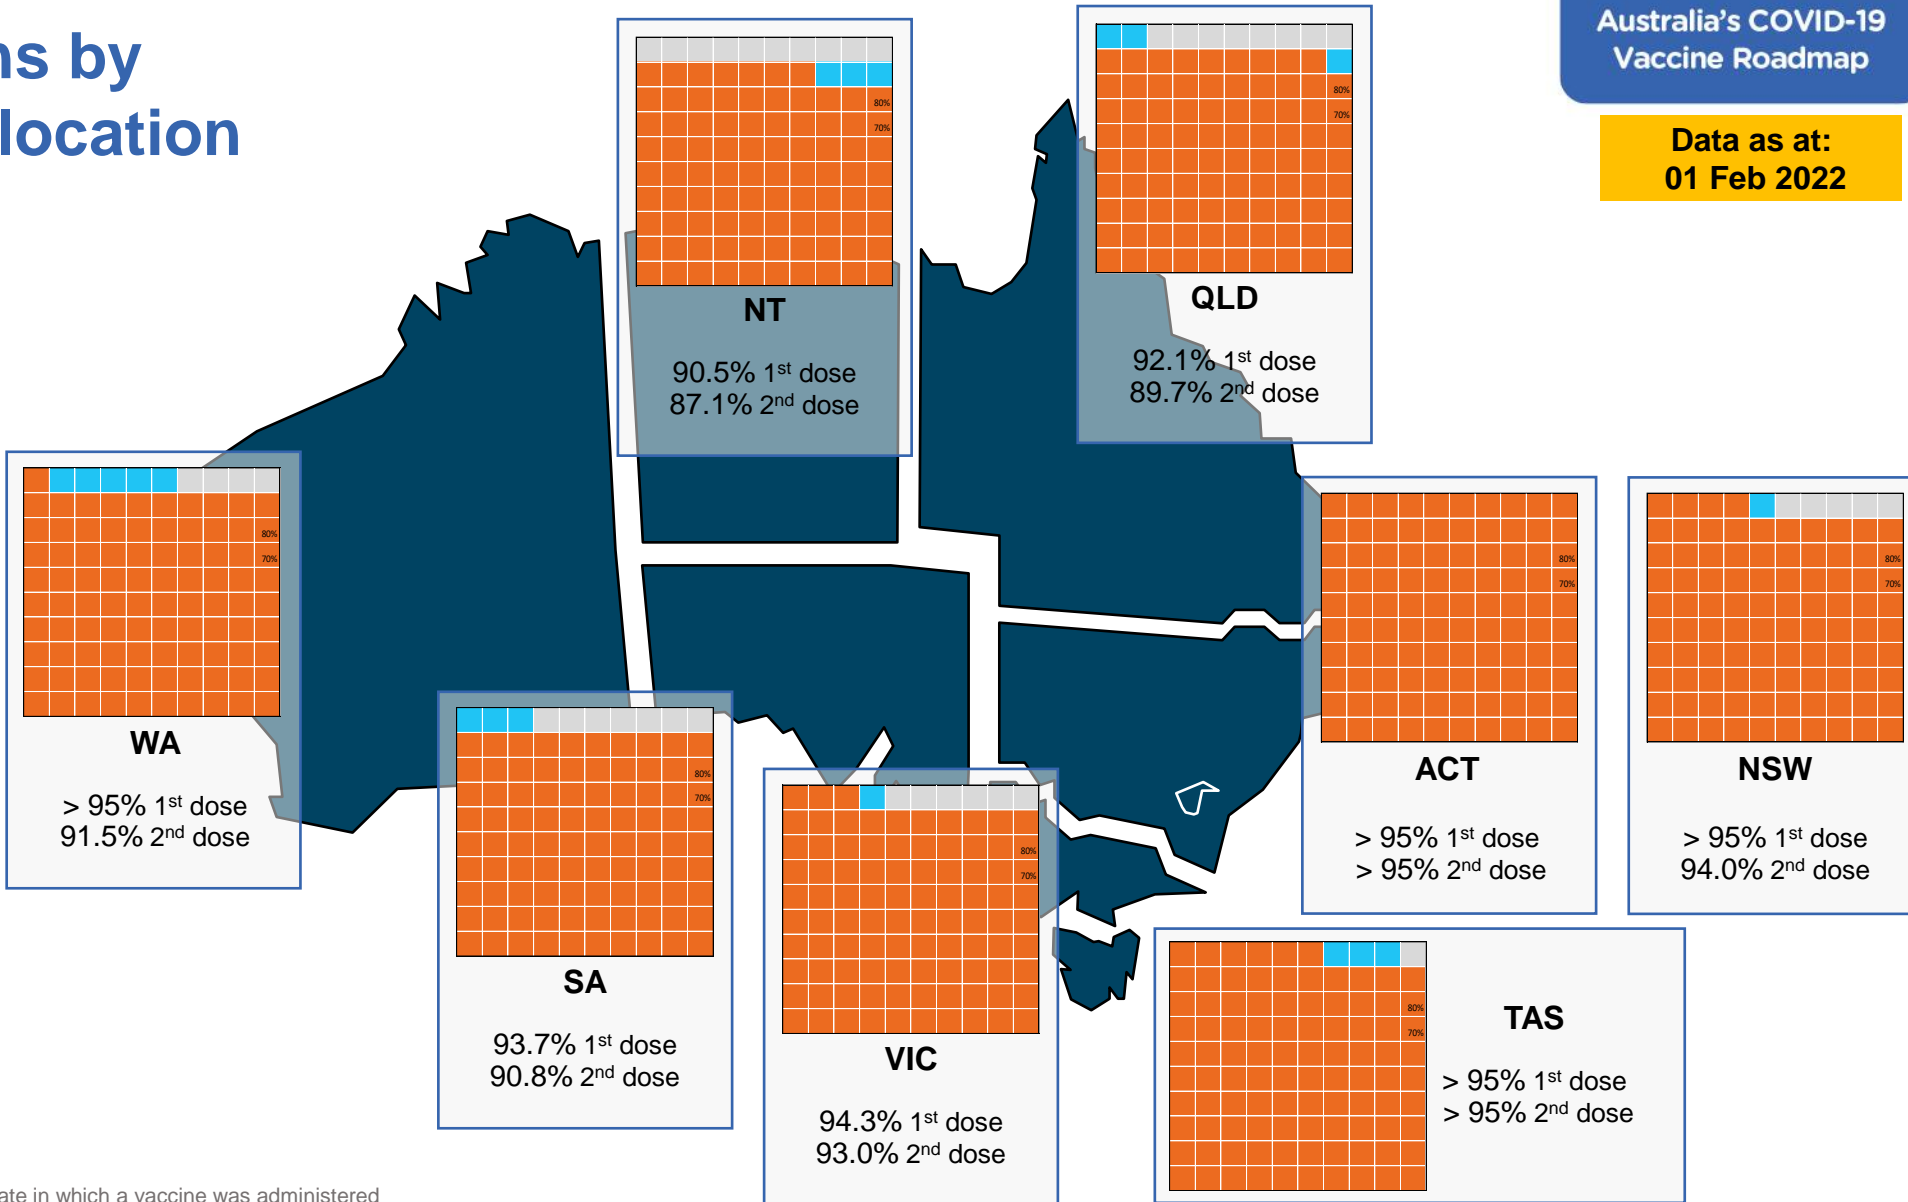 ns by
location
Australia's COVID-19
Vaccine Roadmap
Data as at:
01 Feb 2022
80%
70%
NT
90.5% 1st dose
87.1% 2nd dose
80%
70%
QLD
92.1% 1st dose
89.7% 2nd dose
80%
70%
WA
> 95% 1st dose
91.5% 2nd dose
80%
70%
SA
93.7% 1st dose
90.8% 2nd dose
80%
70%
VIC
94.3% 1st dose
93.0% 2nd dose
80%
70%
ACT
> 95% 1st dose
> 95% 2nd dose
80%
70%
NSW
> 95% 1st dose
94.0% 2nd dose
80%
70%
TAS
> 95% 1st dose
> 95% 2nd dose
ate in which a vaccine was administered